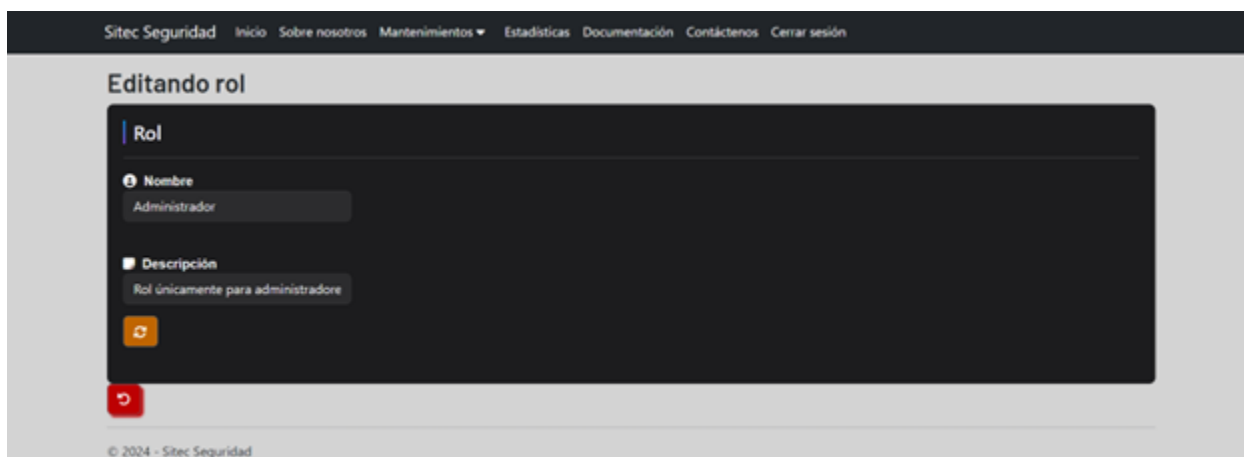 Sitec Seguridad Inicio Sobre nosotros Mantenimientos Estadísticas Documentación Contáctenos Cerrar sesión
Editando rol
Rol
Nombre
Administrador
Descripción
Rol únicamente para administradore
© 2024 - Sitec Seguridad